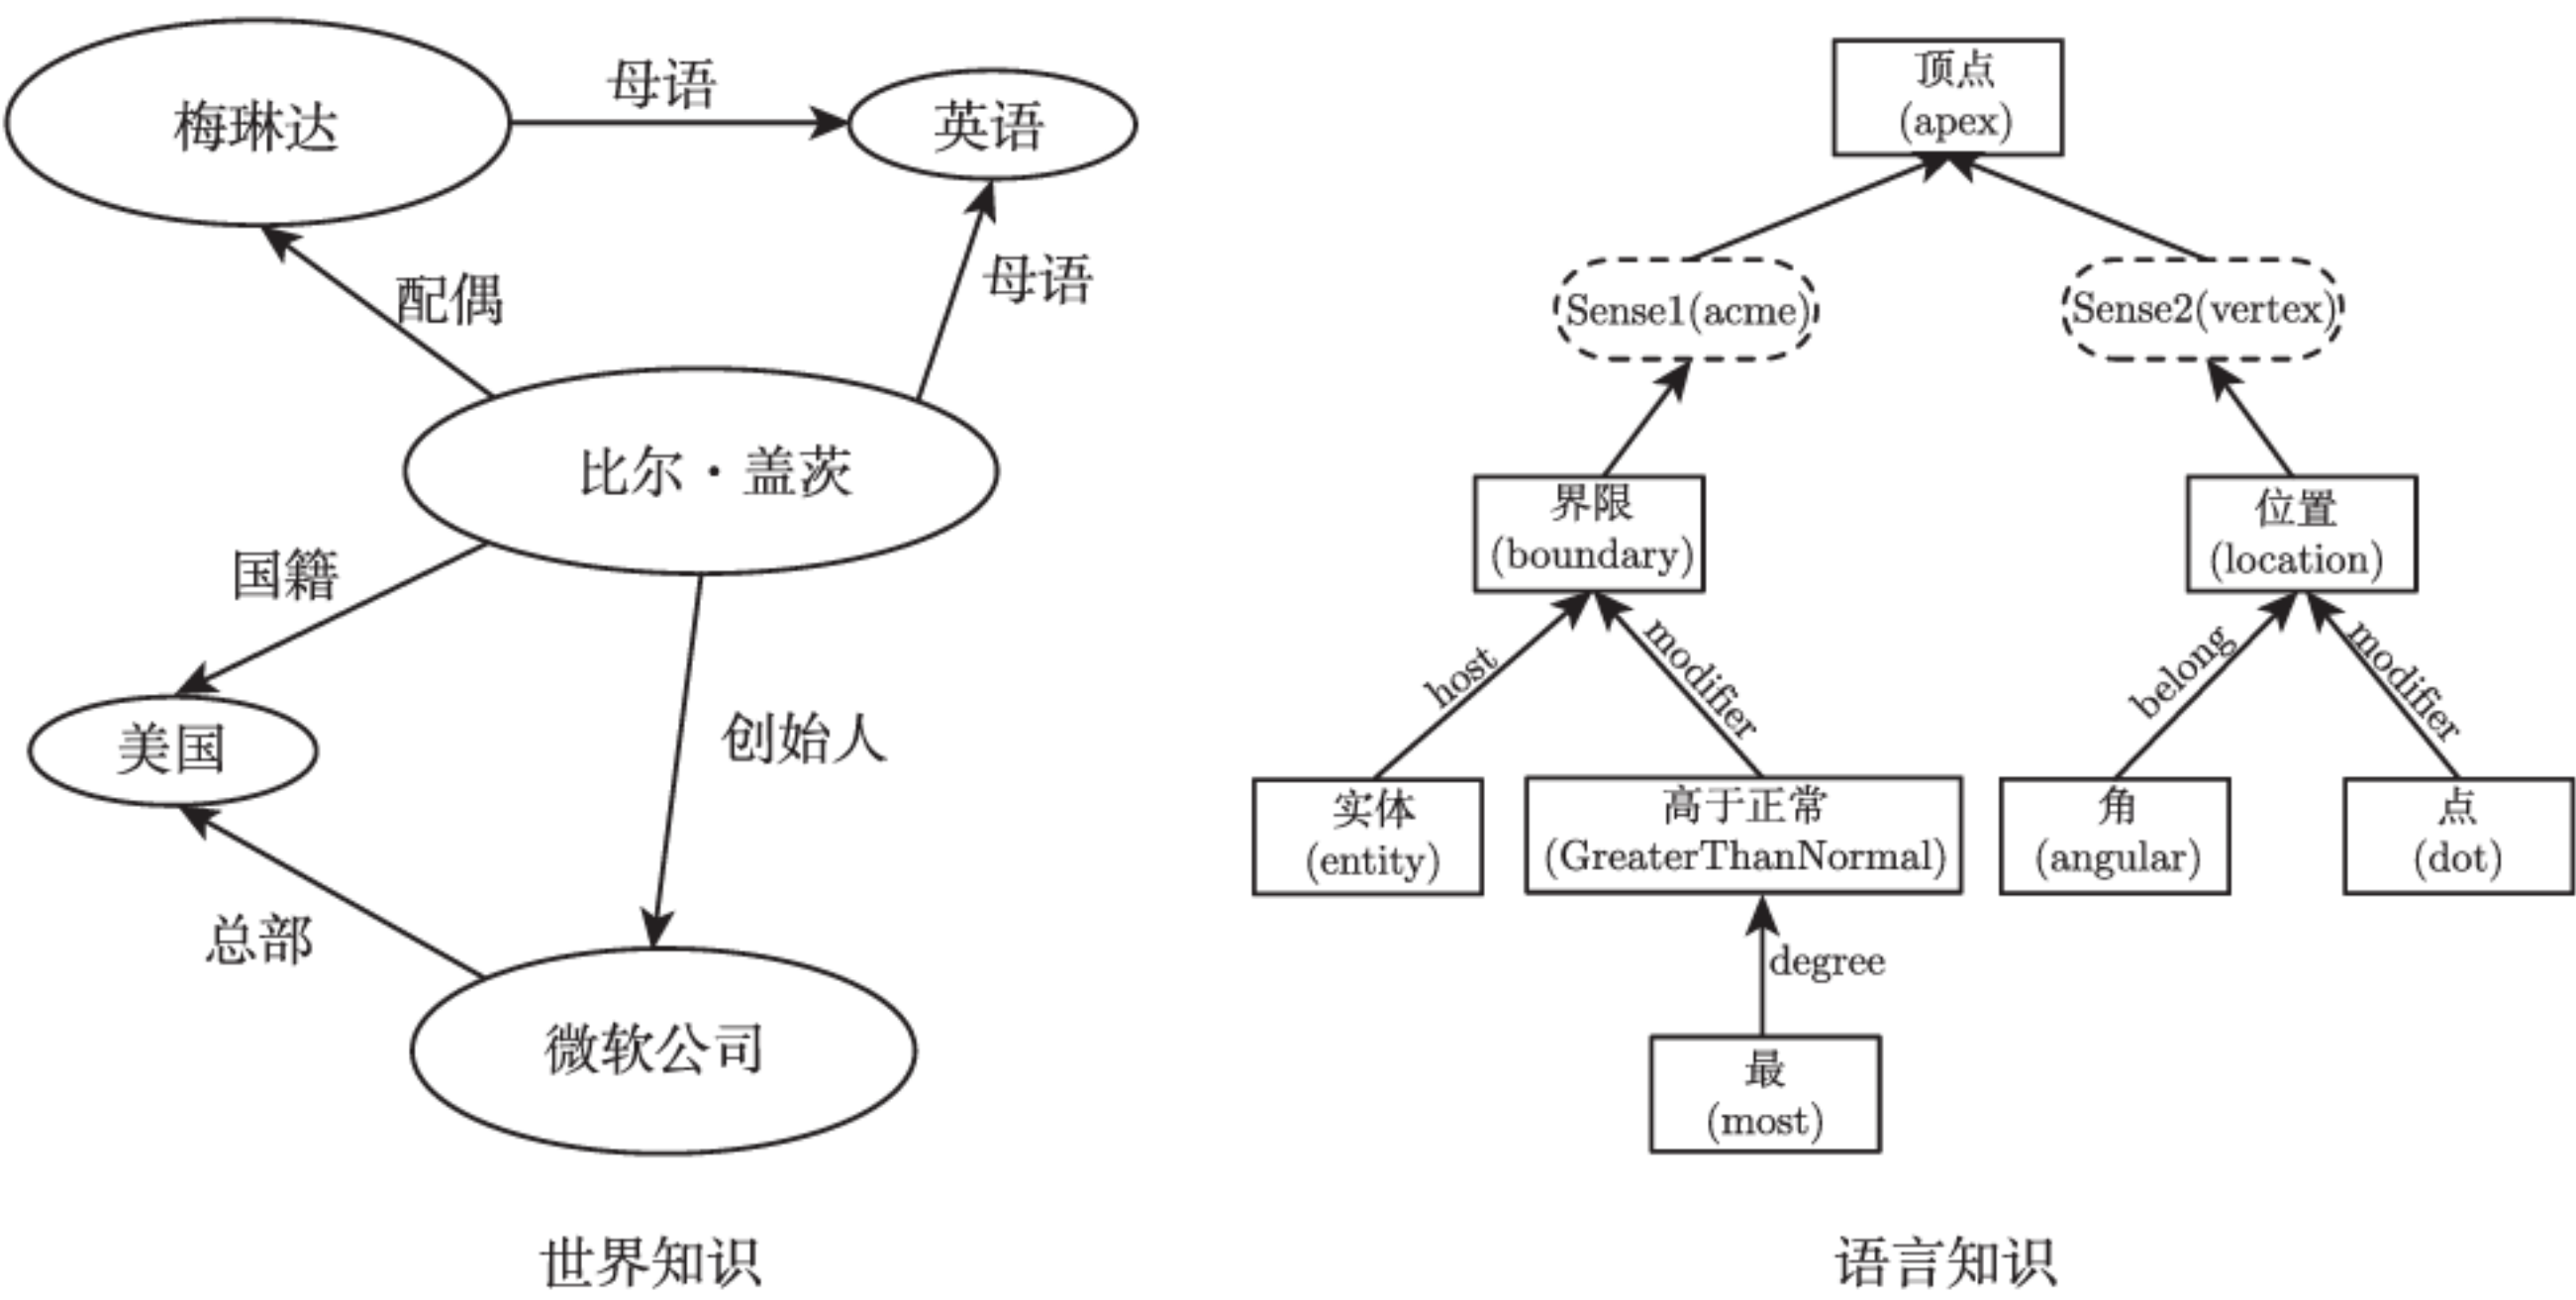 梅琳达
母语
英语
配偶
母语
比尔·盖茨
国籍
美国
创始人
总部
微软公司
世界知识
顶点
(apex)
Sense1(acme)
Sense2(vertex)
界限
(boundary)
位置
(location)
host
modifier
belong
modifier
实体
(entity)
高于正常
(GreaterThanNormal)
角
(angular)
点
(dot)
degree
最
(most)
语言知识